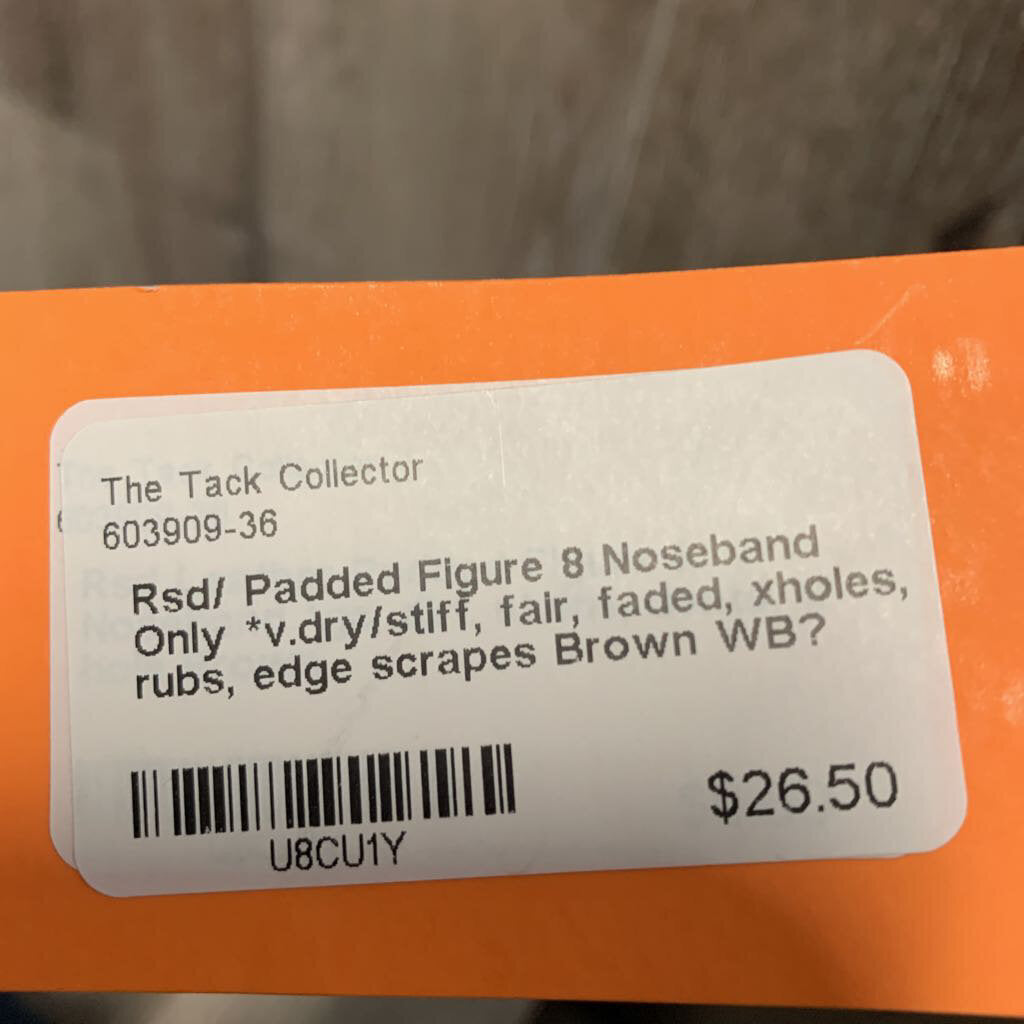 The Tack Collector
603909-36
Rsd/ Padded Figure 8 Noseband
Only *v.dry/stiff, fair, faded, xholes,
rubs, edge scrapes Brown WB?
U8CU1Y
$26.50